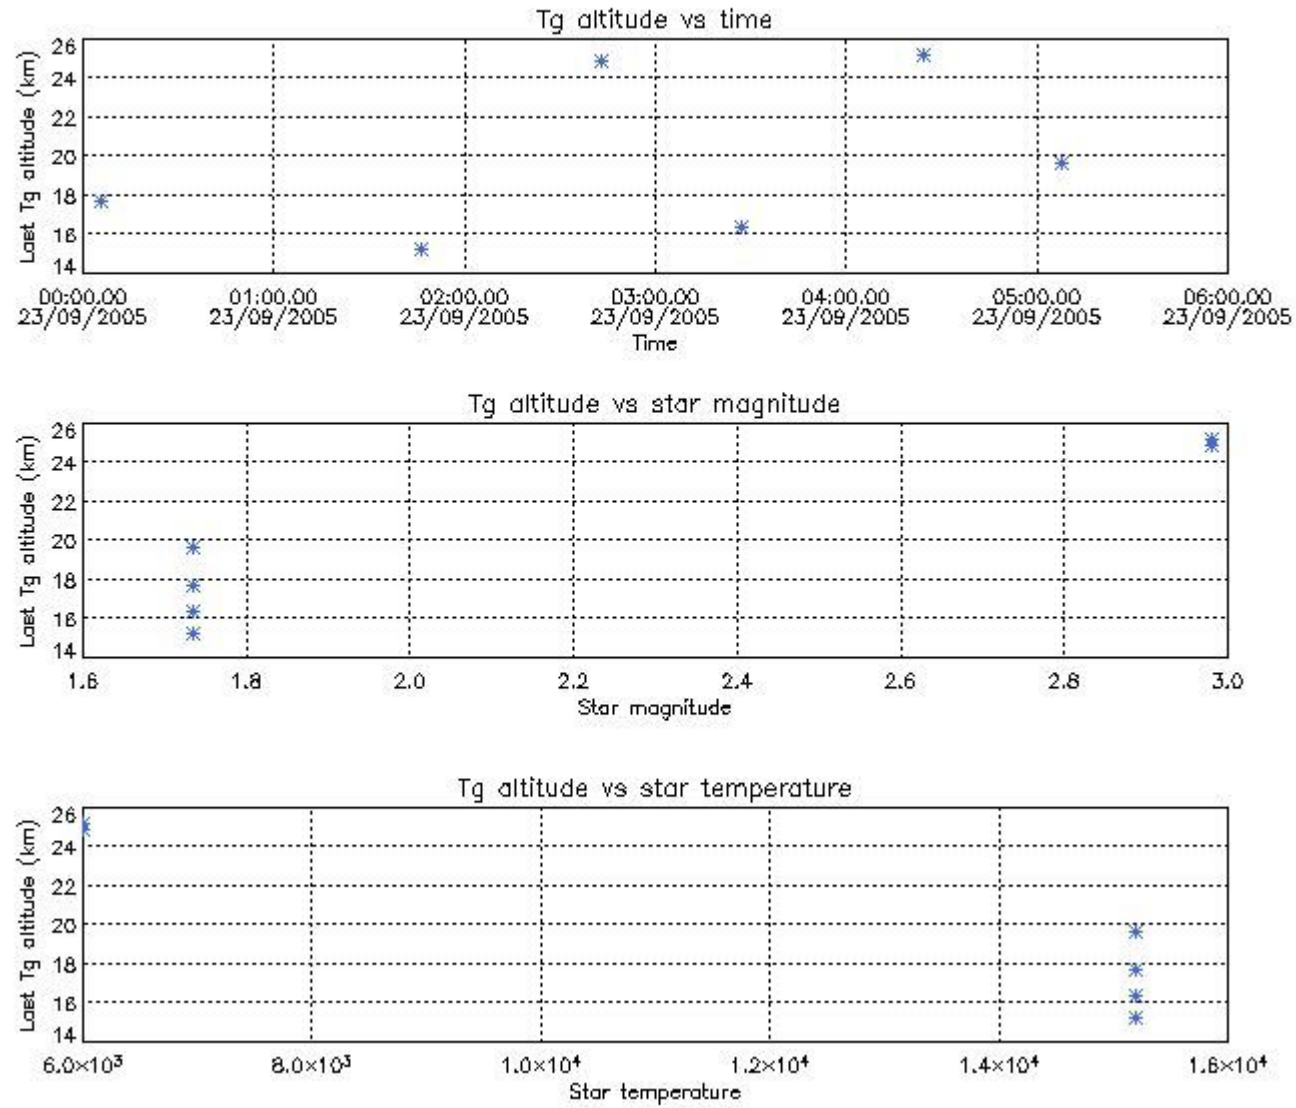 Tg altitude vs time
Last Tg altitude (km)
26
24
22
20
18
16
14
00:00.00 01:00.00 02:00.00 03:00.00 04:00.00 05:00.00 06:00.00
23/09/2005 23/09/2005 23/09/2005 23/09/2005 23/09/2005 23/09/2005 23/09/2005
Time
Tg altitude vs star magnitude
Last Tg altitude (km)
26
24
22
20
18
16
14
1.6 1.8 2.0 2.2 2.4 2.6 2.8 3.0
Star magnitude
Tg altitude vs star temperature
Last Tg altitude (km)
26
24
22
20
18
16
14
6.0×10³ 8.0×10³ 1.0×10⁴ 1.2×10⁴ 1.4×10⁴ 1.6×10⁴
Star temperature